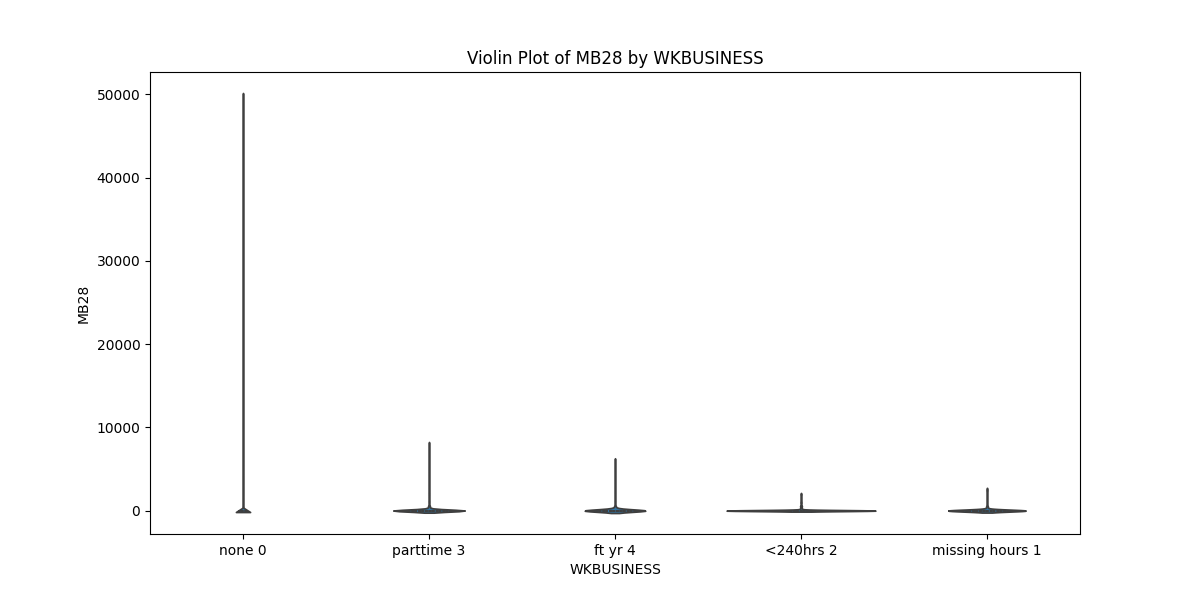 Violin Plot of MB28 by WKBUSINESS
50000
40000
30000
20000
10000
0
MB28
none 0
parttime 3
ft yr 4
<240hrs 2
missing hours 1
WKBUSINESS